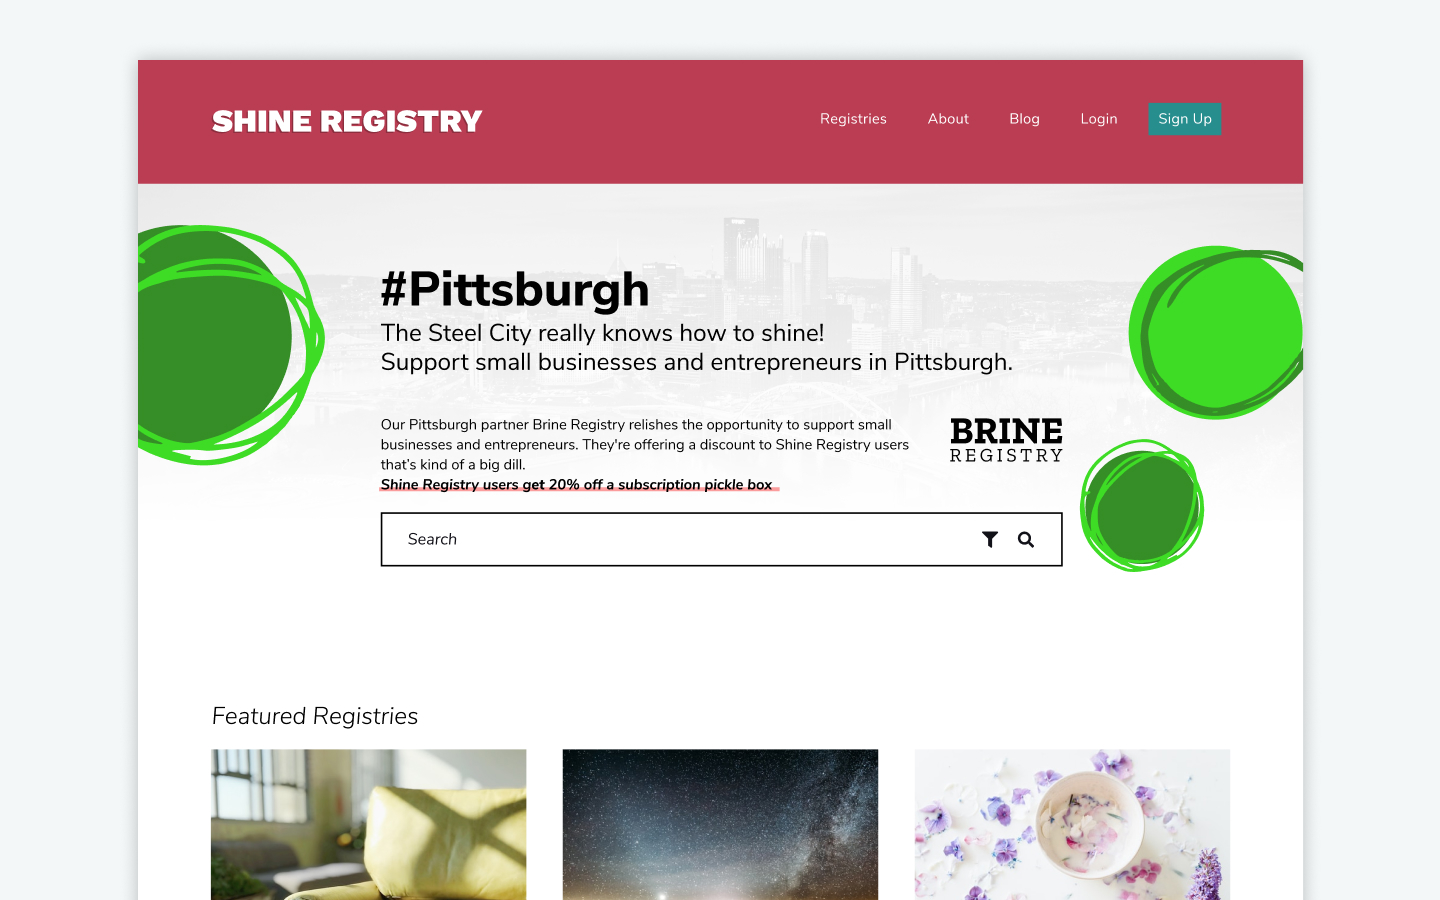 SHINE REGISTRY
Registries
About
Blog
Login
Sign Up
#Pittsburgh
The Steel City really knows how to shine!
Support small businesses and entrepreneurs in Pittsburgh.
Our Pittsburgh partner Brine Registry relishes the opportunity to support small
businesses and entrepreneurs. They're offering a discount to Shine Registry users
that's kind of a big dill.
Shine Registry users get 20% off a subscription pickle box
BRINE
REGISTRY
Search
Featured Registries